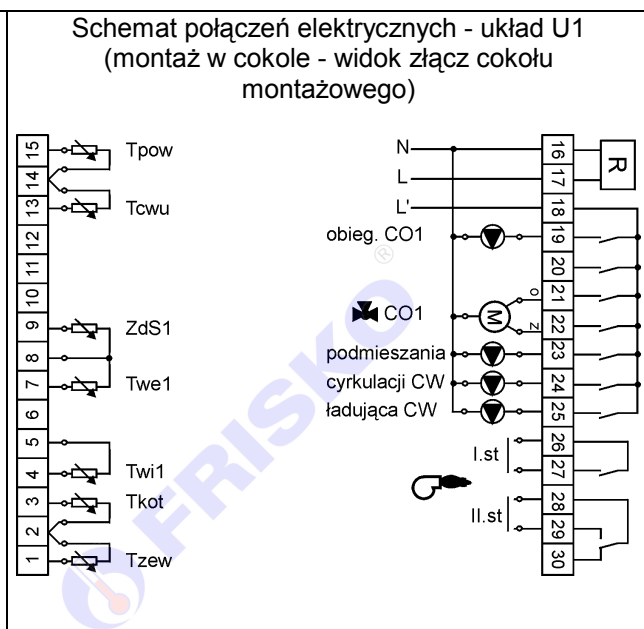 Schemat połączeń elektrycznych - układ U1
(montaż w cokole - widok złącz cokołu
montażowego)
15 Tpow
14
13 Tcwu
12
11
10
9 ZdS1
8
7 Twe1
6
5
4 Twi1
3 Tkot
2
1 Tzew
N 16 R
L 17
L' 18
obieg. CO1 19
20
o 21
CO1 M
z 22
podmieszania 23
cyrkulacji CW 24
ładująca CW 25
26
I.st 27
28
II.st 29
30
FRISKO ®